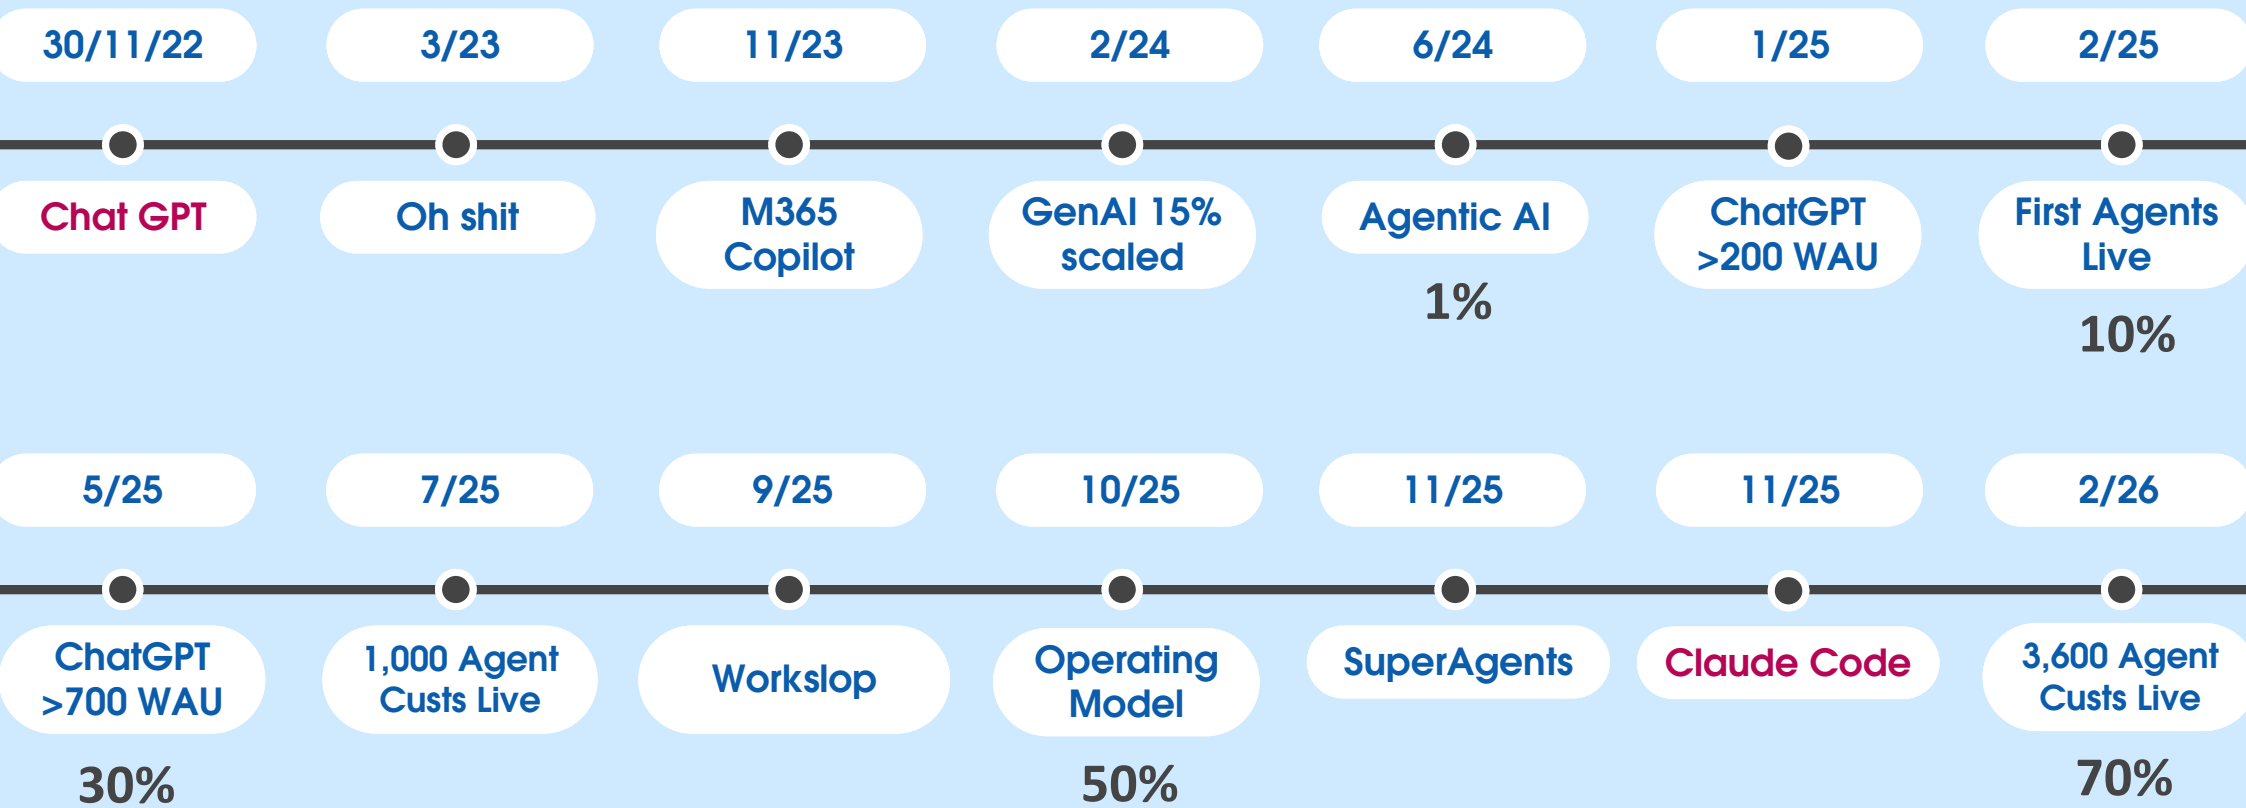 30/11/22
3/23
11/23
2/24
6/24
1/25
2/25
Chat GPT
Oh shit
M365
Copilot
GenAI 15%
scaled
Agentic AI
1%
ChatGPT
>200 WAU
First Agents
Live
10%
5/25
7/25
9/25
10/25
11/25
11/25
2/26
ChatGPT
>700 WAU
30%
1,000 Agent
Custs Live
Workslop
Operating
Model
50%
SuperAgents
Claude Code
3,600 Agent
Custs Live
70%